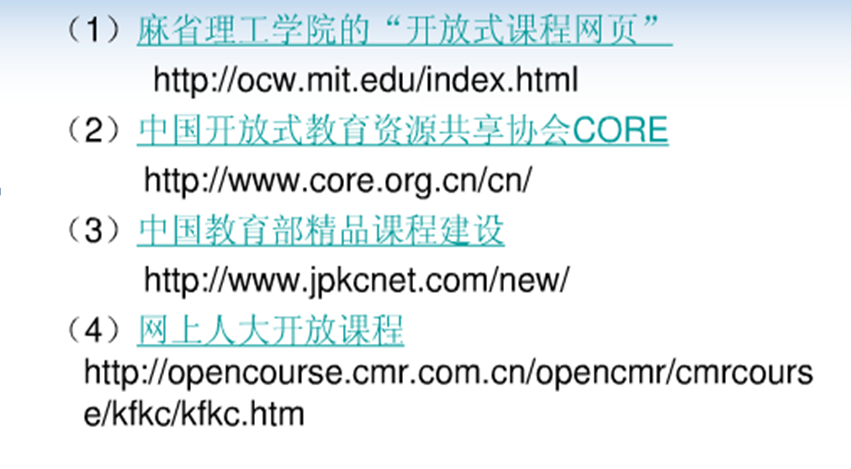 （1）麻省理工学院的“开放式课程网页”
http://ocw.mit.edu/index.html
（2）中国开放式教育资源共享协会CORE
http://www.core.org.cn/cn/
（3）中国教育部精品课程建设
http://www.jpkcnet.com/new/
（4）网上人大开放课程
http://opencourse.cmr.com.cn/opencmr/cmrcours
e/kfkc/kfkc.htm